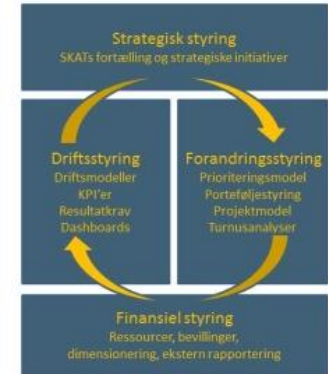 Strategisk styring
SKATs fortælling og strategiske initiativer
Driftsstyring
Driftsmodeller
KPI'er
Resultatkrav
Dashboards
Forandringsstyring
Prioriteringsmodel
Porteføljestyring
Projektmodel
Turnusanalyser
Finansiel styring
Ressourcer, bevillinger,
dimensionering, ekstern rapportering